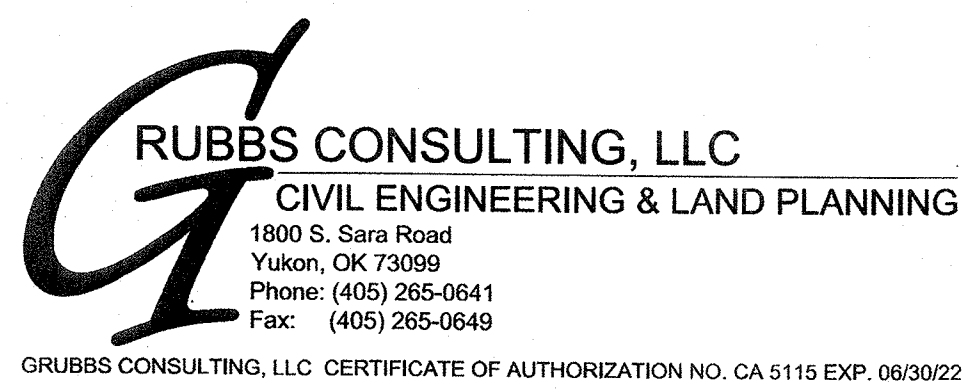 GRUBBS CONSULTING, LLC
CIVIL ENGINEERING & LAND PLANNING
1800 S. Sara Road
Yukon, OK 73099
Phone: (405) 265-0641
Fax: (405) 265-0649
GRUBBS CONSULTING, LLC CERTIFICATE OF AUTHORIZATION NO. CA 5115 EXP. 06/30/22